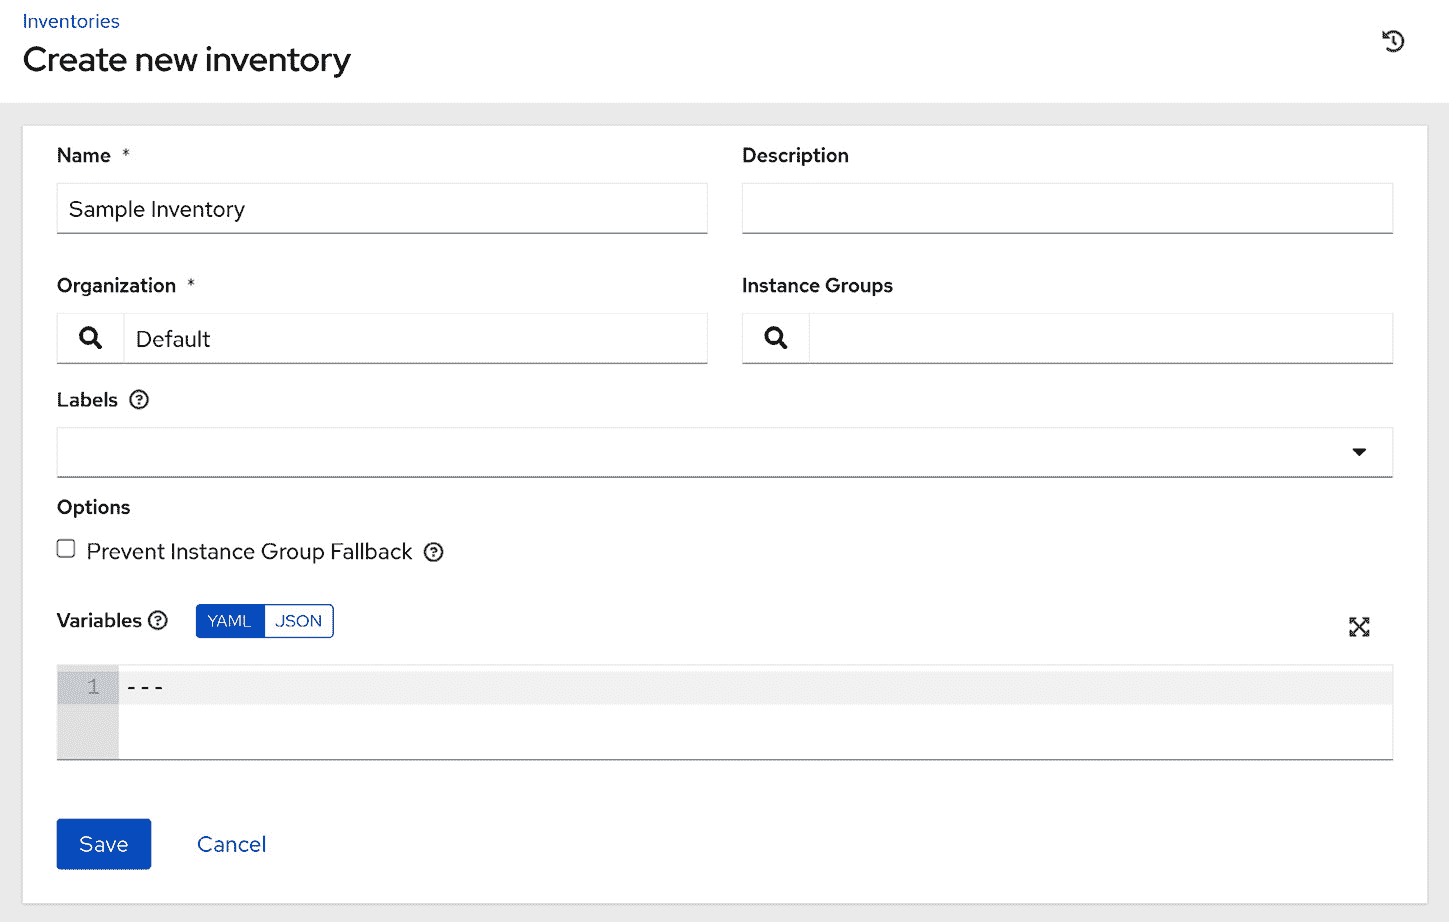 Inventories
Create new inventory
Name *
Description
Sample Inventory
Organization *
Instance Groups
Default
Labels
Options
Prevent Instance Group Fallback
Variables YAML JSON
1 ---
Save Cancel